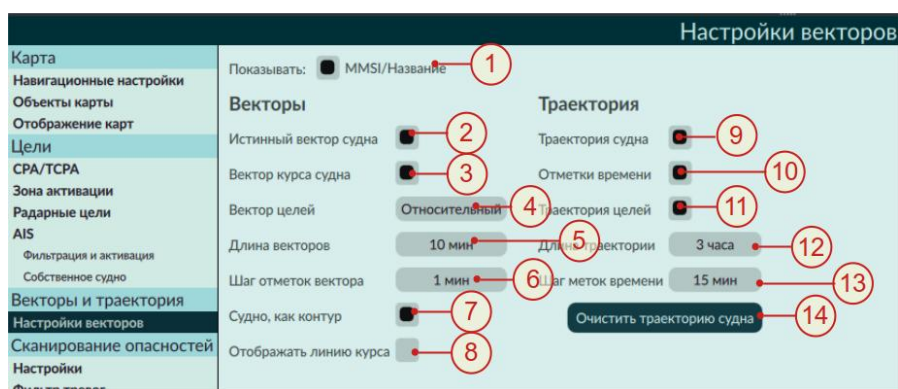 Настройки векторов
Карта
Навигационные настройки
Объекты карты
Отображение карт
Цели
CPA/TCPA
Зона активации
Радарные цели
AIS
Фильтрация и активация
Собственное судно
Векторы и траектория
Настройки векторов
Сканирование опасностей
Настройки
Фильтр тревог
Показывать: MMSI/Название 1
Векторы
Истинный вектор судна 2
Вектор курса судна 3
Вектор целей Относительный 4
Длина векторов 10 мин 5
Шаг отметок вектора 1 мин 6
Судно, как контур 7
Отображать линию курса 8
Траектория
Траектория судна 9
Отметки времени 10
Траектория целей 11
Длина траектории 3 часа 12
Шаг меток времени 15 мин 13
Очистить траекторию судна 14